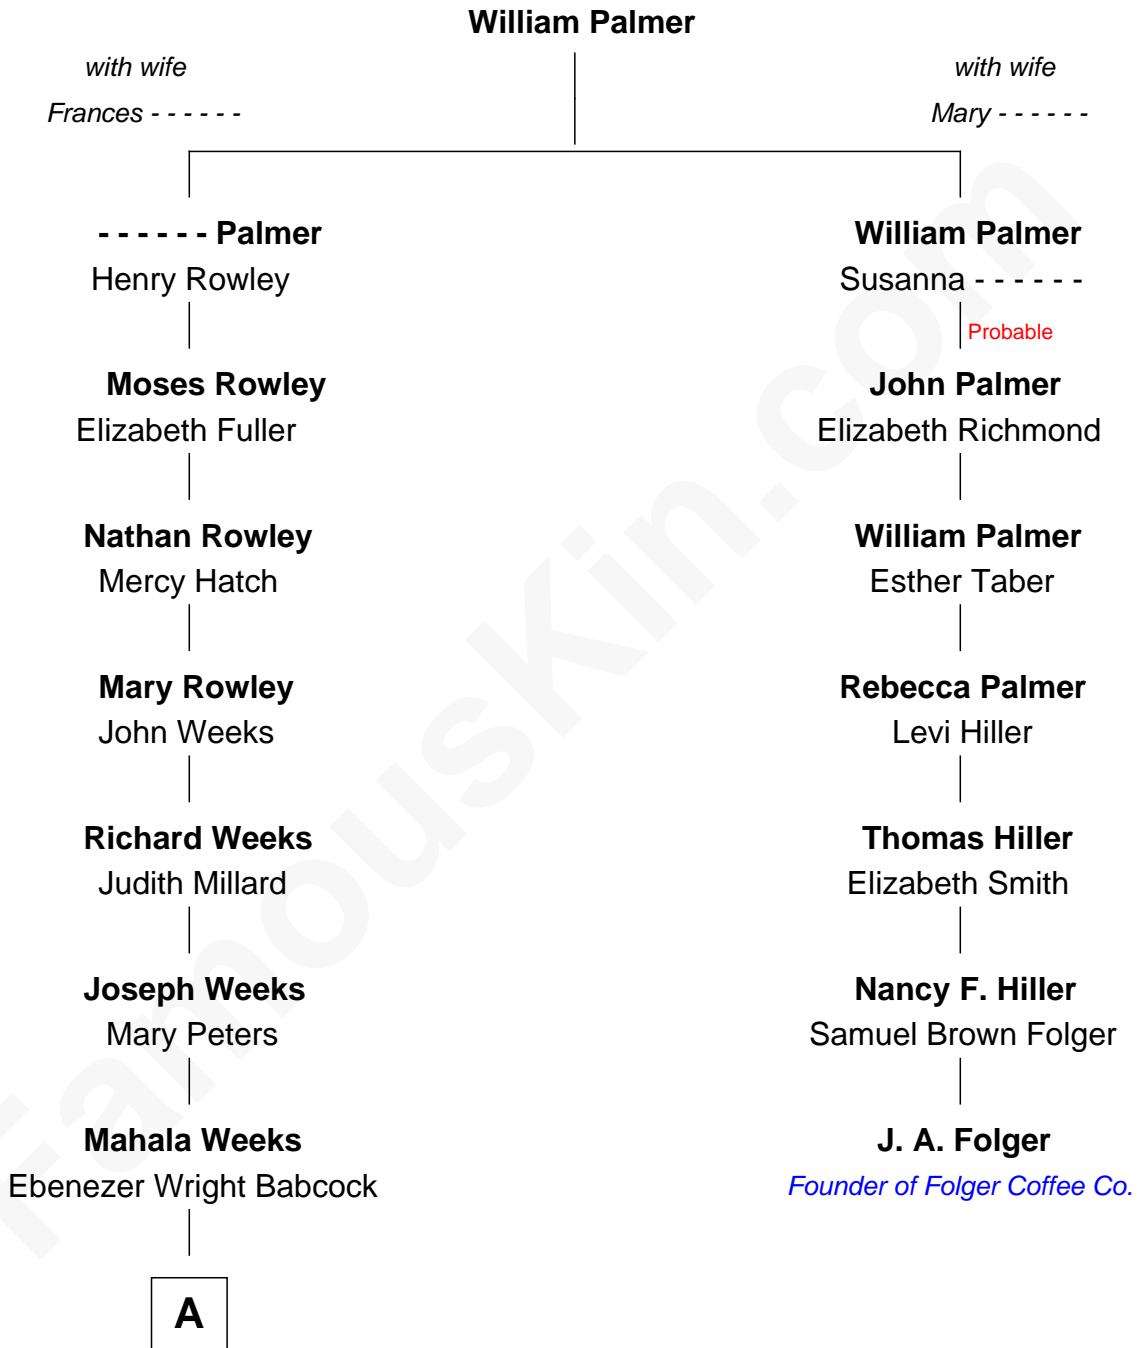 William Palmer
with wife
Frances - - - - - -
with wife
Mary - - - - - -
- - - - - - Palmer
Henry Rowley
William Palmer
Susanna - - - - - -
Probable
Moses Rowley
Elizabeth Fuller
John Palmer
Elizabeth Richmond
Nathan Rowley
Mercy Hatch
William Palmer
Esther Taber
Mary Rowley
John Weeks
Rebecca Palmer
Levi Hiller
Richard Weeks
Judith Millard
Thomas Hiller
Elizabeth Smith
Joseph Weeks
Mary Peters
Nancy F. Hiller
Samuel Brown Folger
Mahala Weeks
Ebenezer Wright Babcock
J. A. Folger
Founder of Folger Coffee Co.
A
FamousKin.com